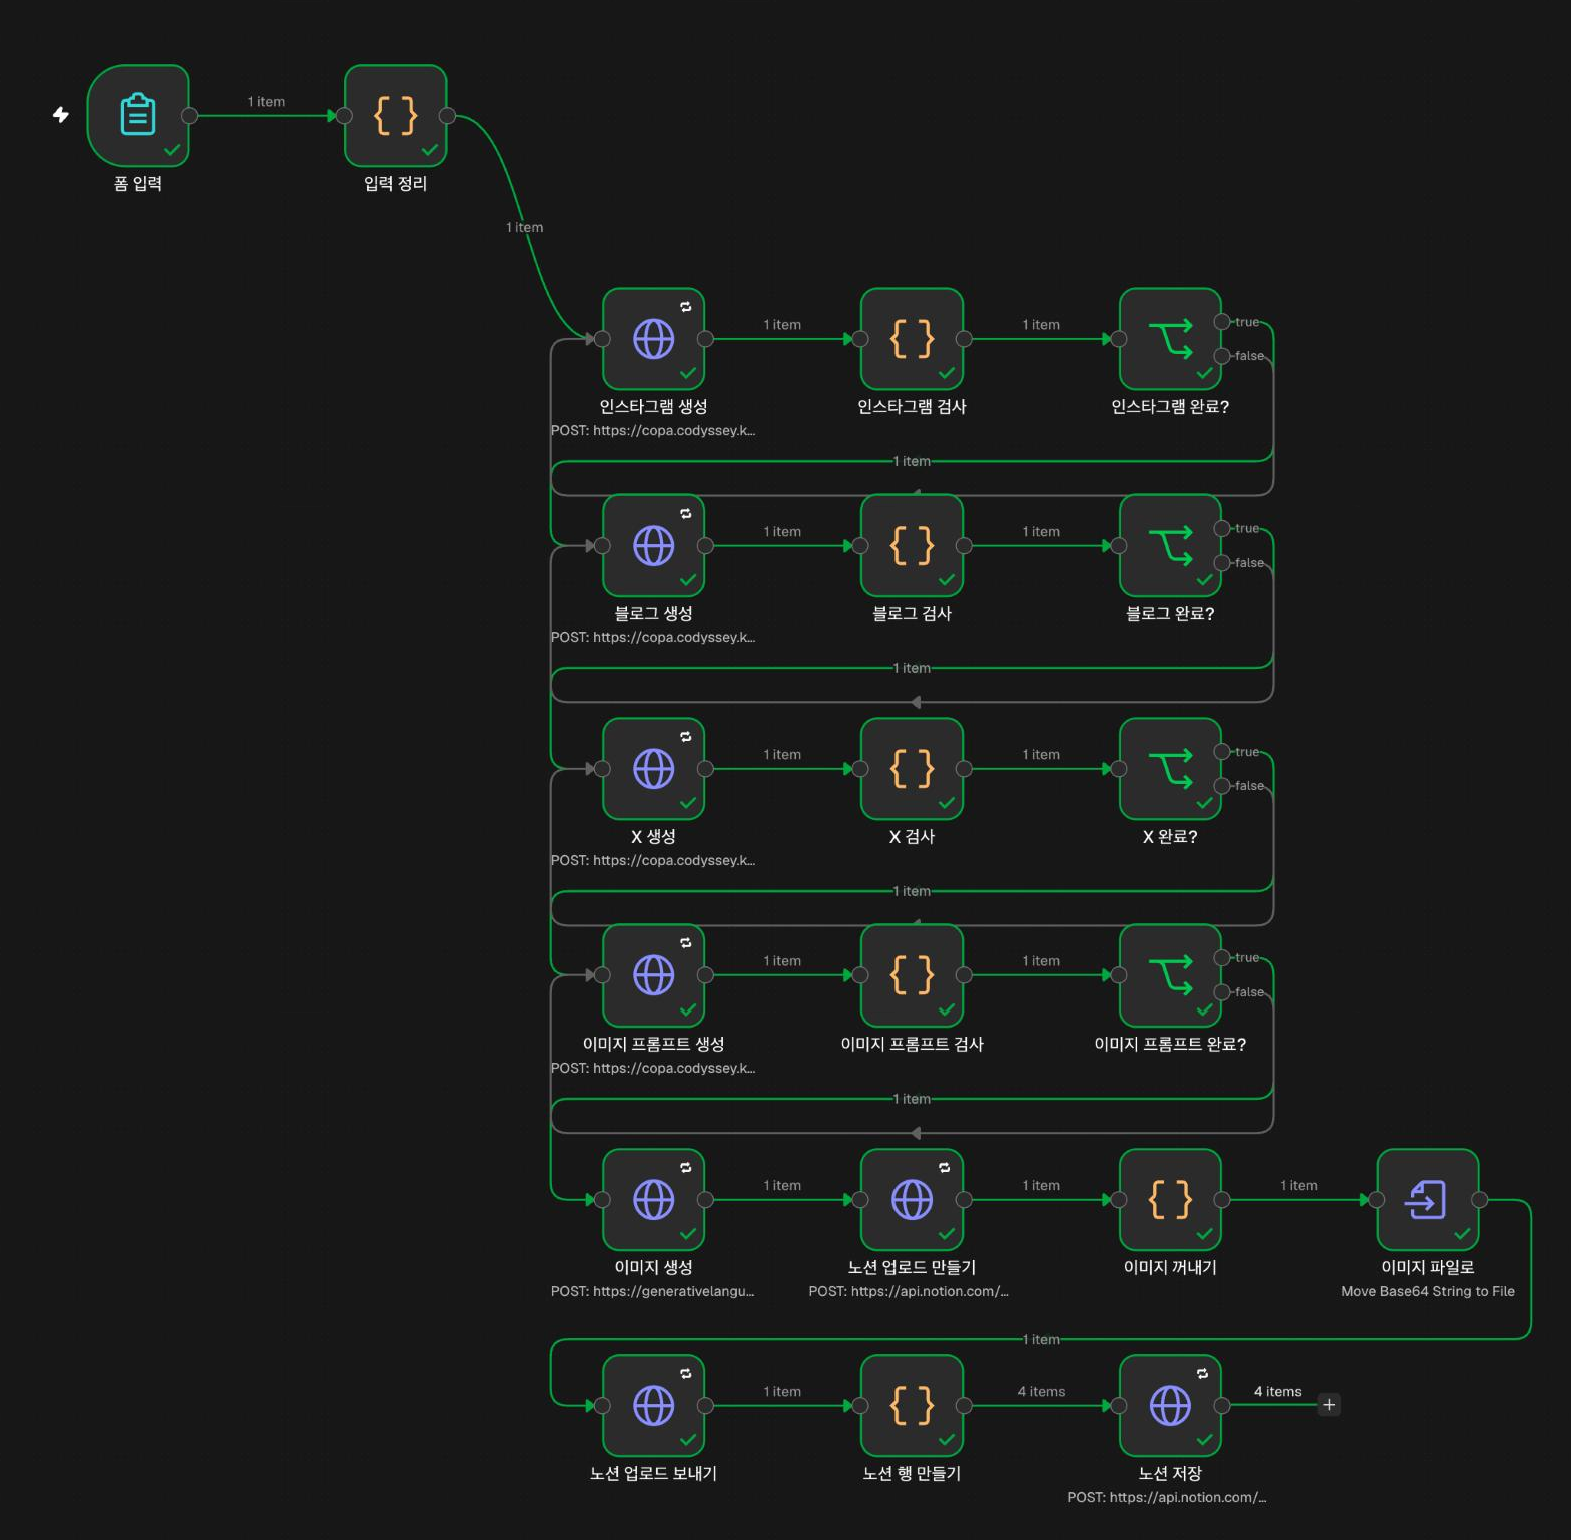 1 item
폼 입력
입력 정리
1 item
1 item
1 item
true
false
인스타그램 생성
인스타그램 검사
인스타그램 완료?
POST: https://copa.codyssey.k...
1 item
1 item
1 item
true
false
블로그 생성
블로그 검사
블로그 완료?
POST: https://copa.codyssey.k...
1 item
1 item
1 item
true
false
X 생성
X 검사
X 완료?
POST: https://copa.codyssey.k...
1 item
1 item
1 item
true
false
이미지 프롬프트 생성
이미지 프롬프트 검사
이미지 프롬프트 완료?
POST: https://copa.codyssey.k...
1 item
1 item
1 item
1 item
이미지 생성
노션 업로드 만들기
이미지 꺼내기
이미지 파일로
POST: https://generativelangu...
POST: https://api.notion.com/...
Move Base64 String to File
1 item
1 item
4 items
4 items
노션 업로드 보내기
노션 행 만들기
노션 저장
POST: https://api.notion.com/...